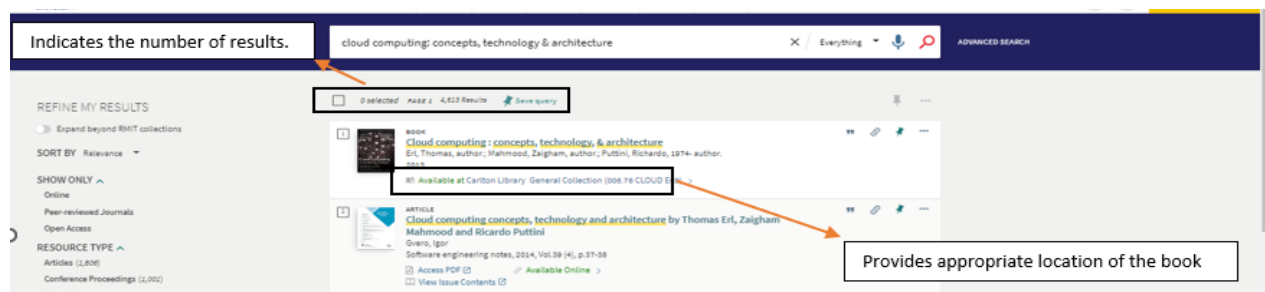 Indicates the number of results.
cloud computing: concepts, technology & architecture
Everything
ADVANCED SEARCH
REFINE MY RESULTS
Expand beyond RMIT collections
SORT BY Relevance
SHOW ONLY
Online
Peer-reviewed Journals
Open Access
RESOURCE TYPE
Articles (2,606)
Conference Proceedings (1,002)
0 selected PAGE 1 4,613 Results Save query
1
BOOK
Cloud computing : concepts, technology, & architecture
Erl, Thomas, author.; Mahmood, Zaigham, author.; Puttini, Richardo, 1974- author.
2013
Available at Carlton Library General Collection (006.78 CLOUD
2
ARTICLE
Cloud computing concepts, technology and architecture by Thomas Erl, Zaigham
Mahmood and Ricardo Puttini
Gvero, Igor
Software engineering notes, 2014, Vol.39 (4), p.37-38
Access PDF
Available Online
View Issue Contents
Provides appropriate location of the book